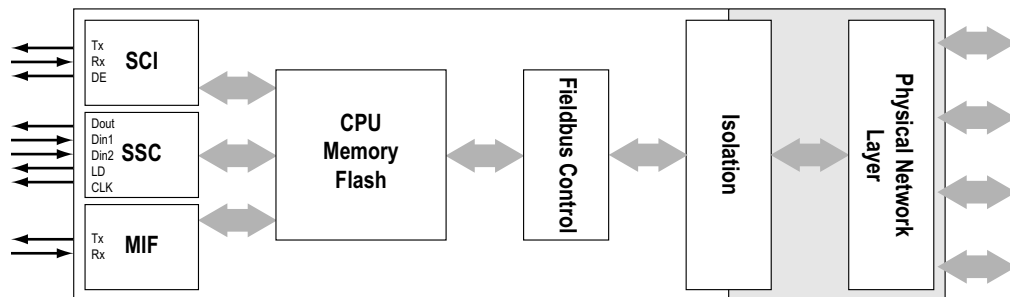 Tx
Rx
DE
SCI
Dout
Din1
Din2
LD
CLK
SSC
Tx
Rx
MIF
CPU
Memory
Flash
Fieldbus Control
Isolation
Physical Network
Layer